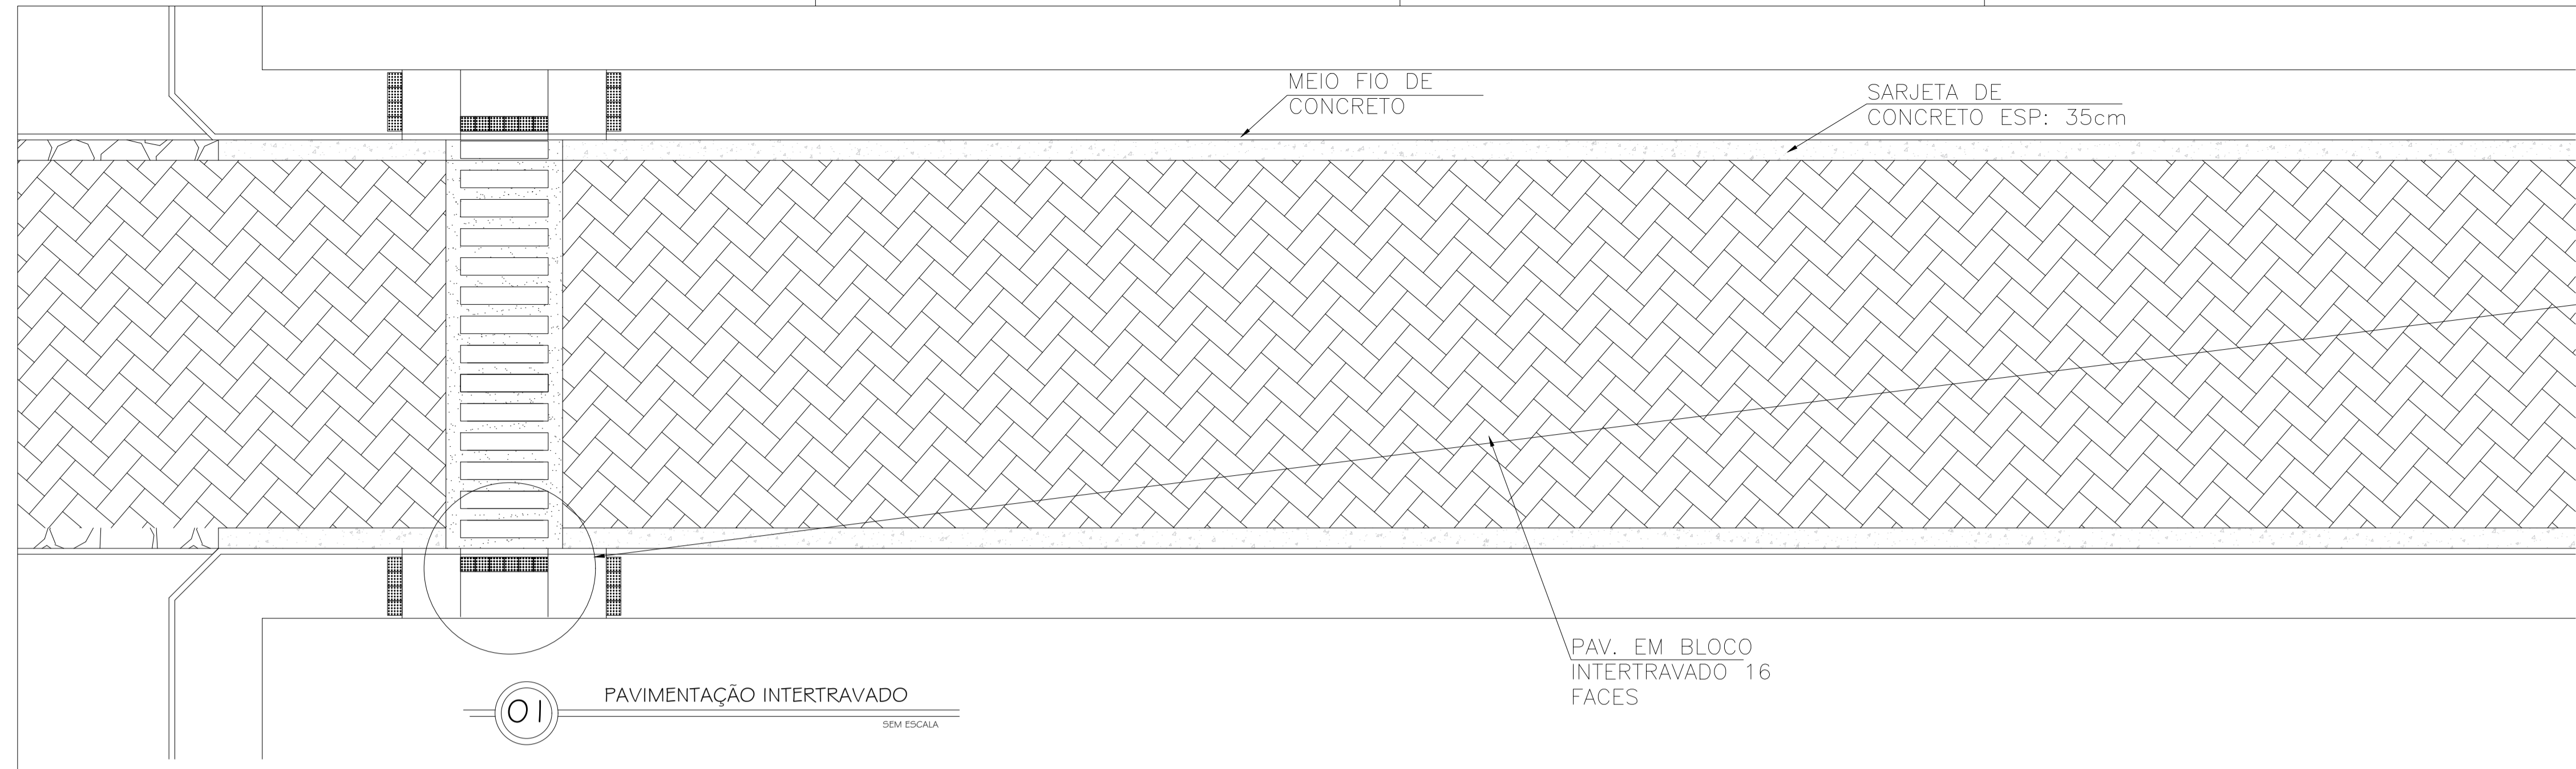 MEIO FIO DE
CONCRETO
SARJETA DE
CONCRETO ESP: 35cm
PAV. EM BLOCO
INTERTRAVADO 16
FACES
01
PAVIMENTAÇÃO INTERTRAVADO
SEM ESCALA